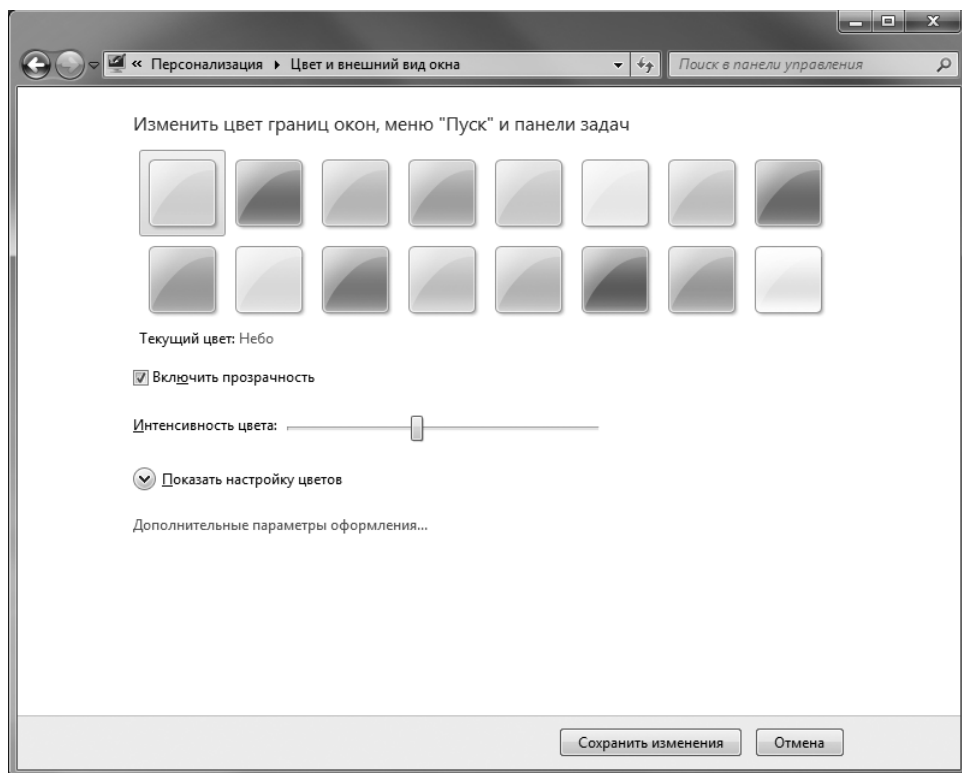 « Персонализация Цвет и внешний вид окна
Поиск в панели управления
Изменить цвет границ окон, меню "Пуск" и панели задач
Текущий цвет: Небо
Включить прозрачность
Интенсивность цвета:
Показать настройку цветов
Дополнительные параметры оформления...
Сохранить изменения
Отмена